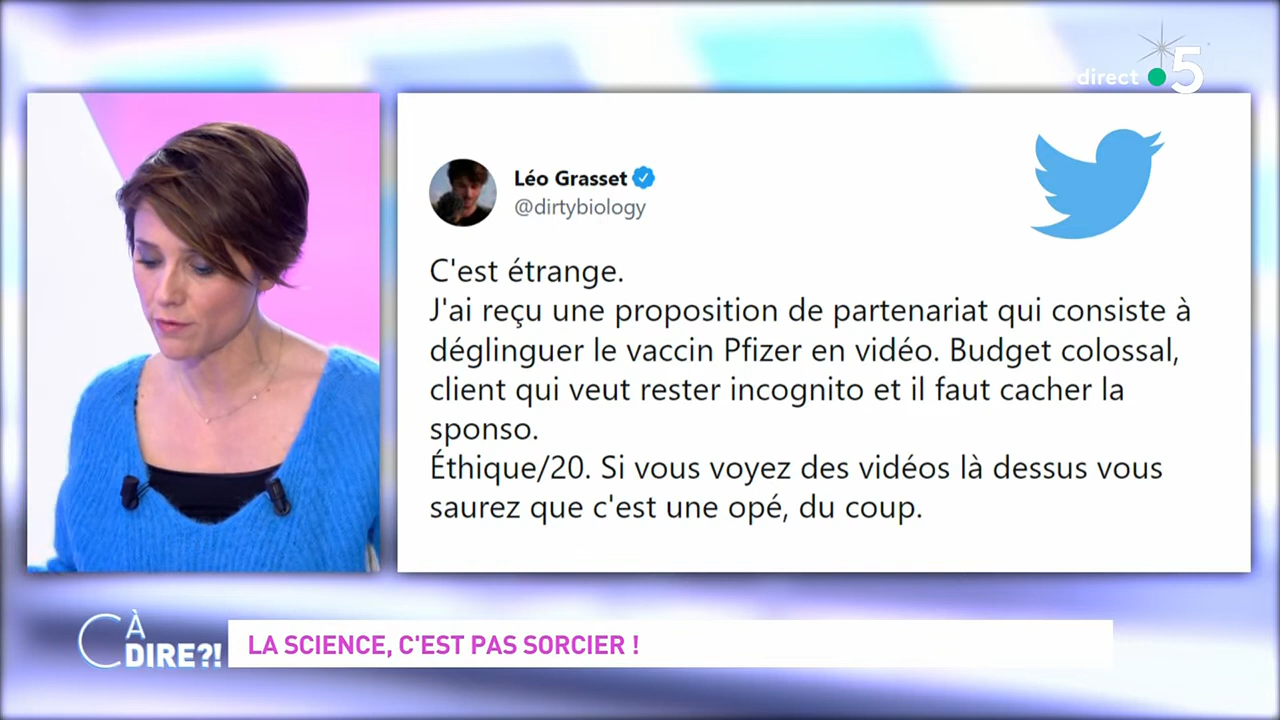 direct 5
Léo Grasset
@dirtybiology
C'est étrange.
J'ai reçu une proposition de partenariat qui consiste à
déglinguer le vaccin Pfizer en vidéo. Budget colossal,
client qui veut rester incognito et il faut cacher la
sponso.
Éthique/20. Si vous voyez des vidéos là dessus vous
saurez que c'est une opé, du coup.
C À
DIRE?!
LA SCIENCE, C'EST PAS SORCIER !